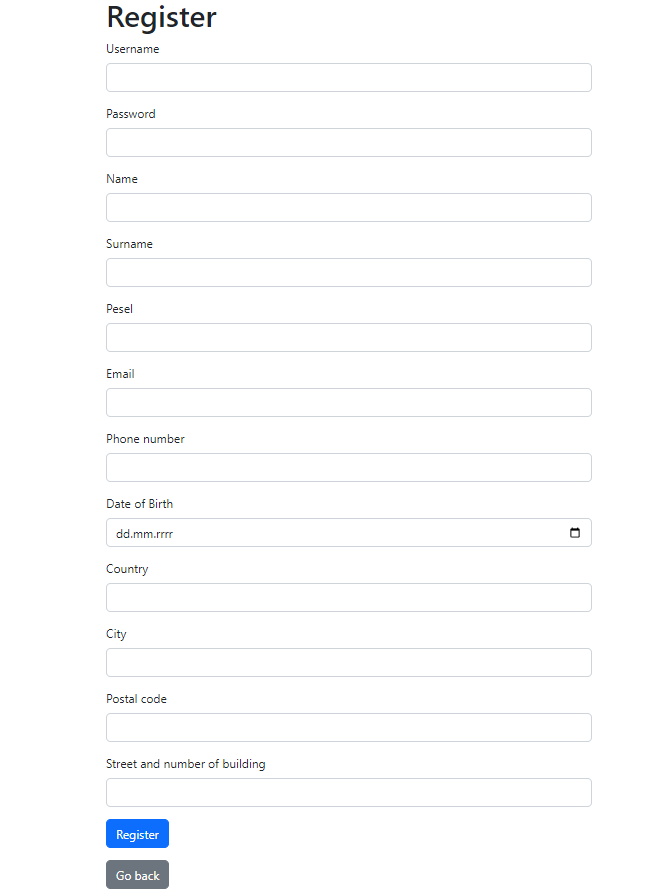 Register
Username
Password
Name
Surname
Pesel
Email
Phone number
Date of Birth
dd.mm.rrrr
Country
City
Postal code
Street and number of building
Register
Go back